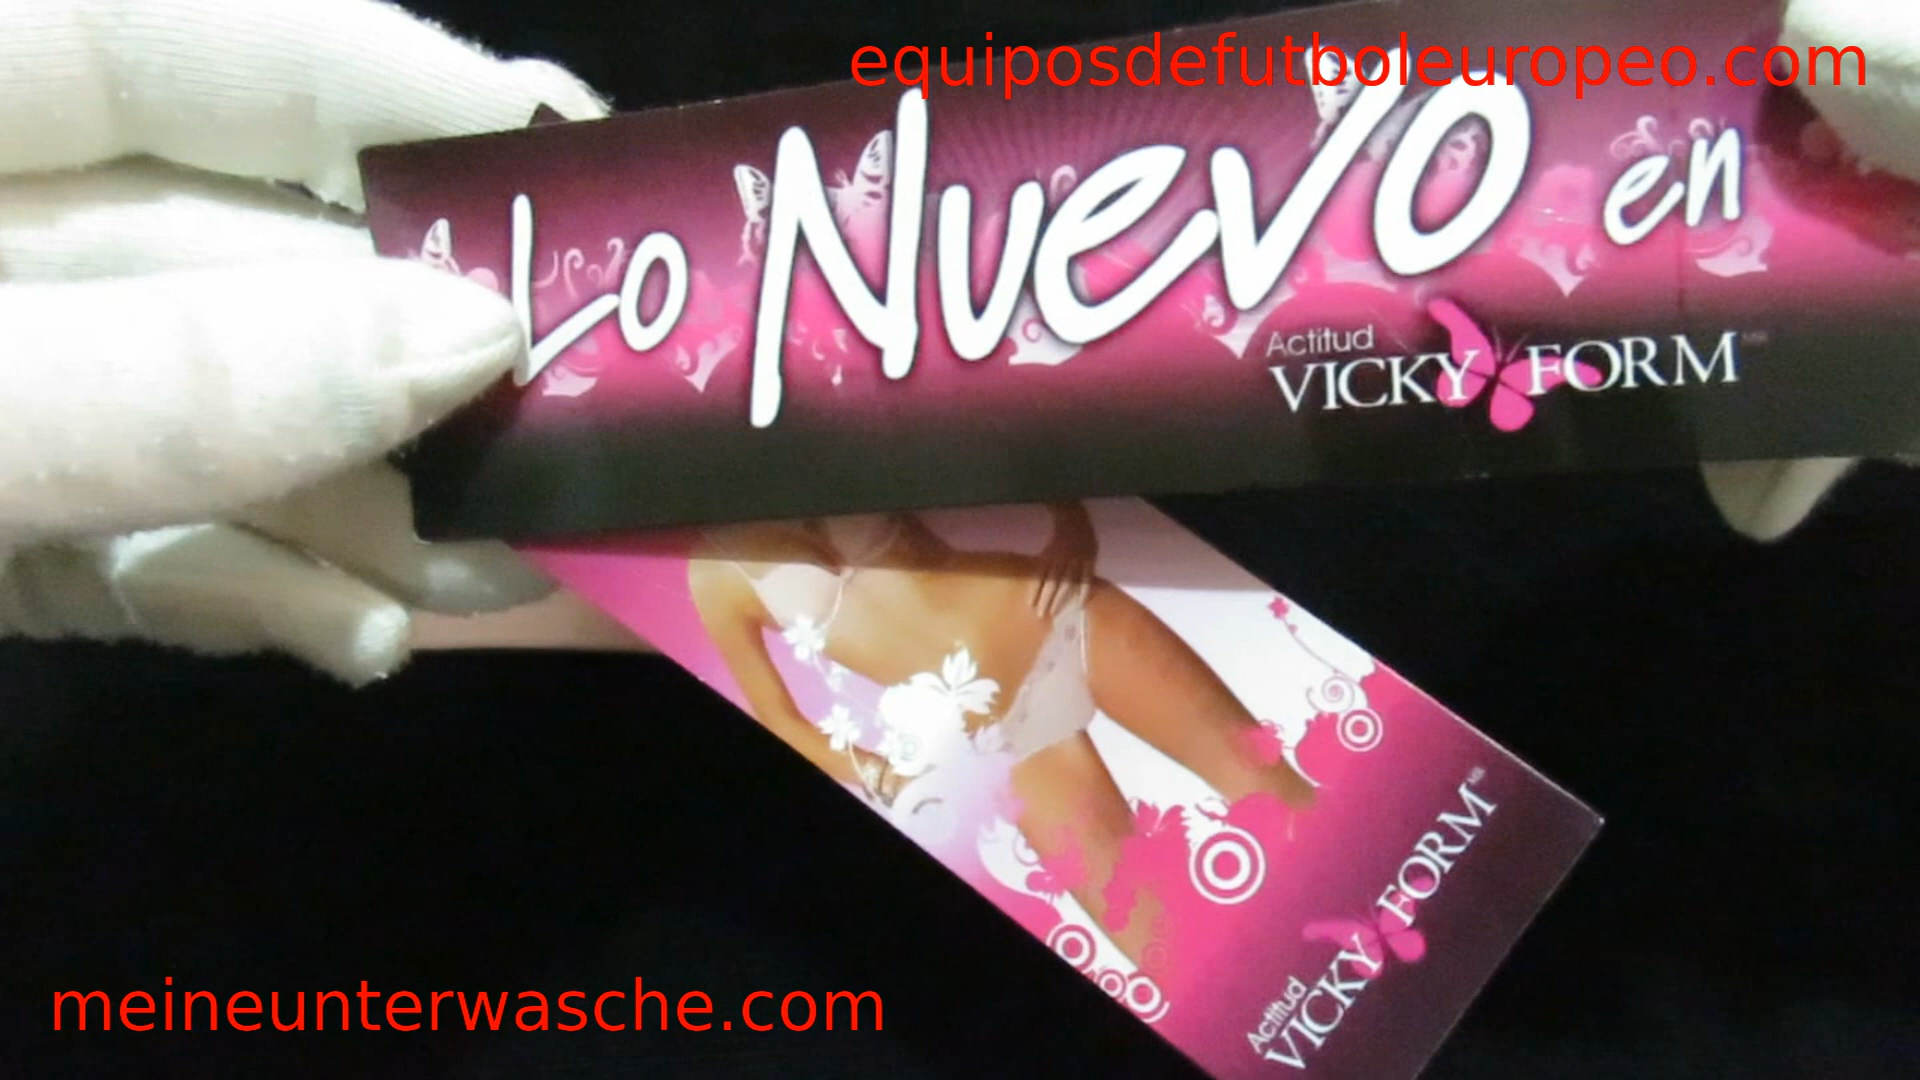 equiposdefutboleuropeo.com
Lo Nuevo en
Actitud
VICKY FORM
Actitud
VICKY FORM
meineunterwasche.com